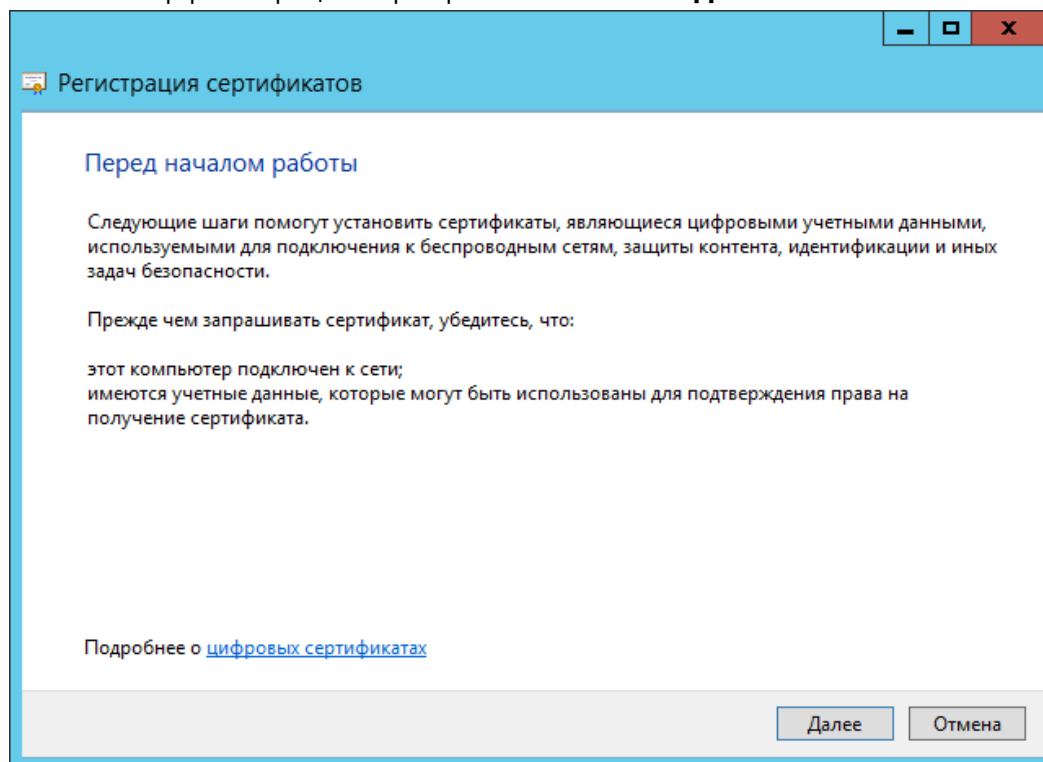 Регистрация сертификатов
Перед началом работы
Следующие шаги помогут установить сертификаты, являющиеся цифровыми учетными данными,
используемыми для подключения к беспроводным сетям, защиты контента, идентификации и иных
задач безопасности.
Прежде чем запрашивать сертификат, убедитесь, что:
этот компьютер подключен к сети;
имеются учетные данные, которые могут быть использованы для подтверждения права на
получение сертификата.
Подробнее о цифровых сертификатах
Далее Отмена